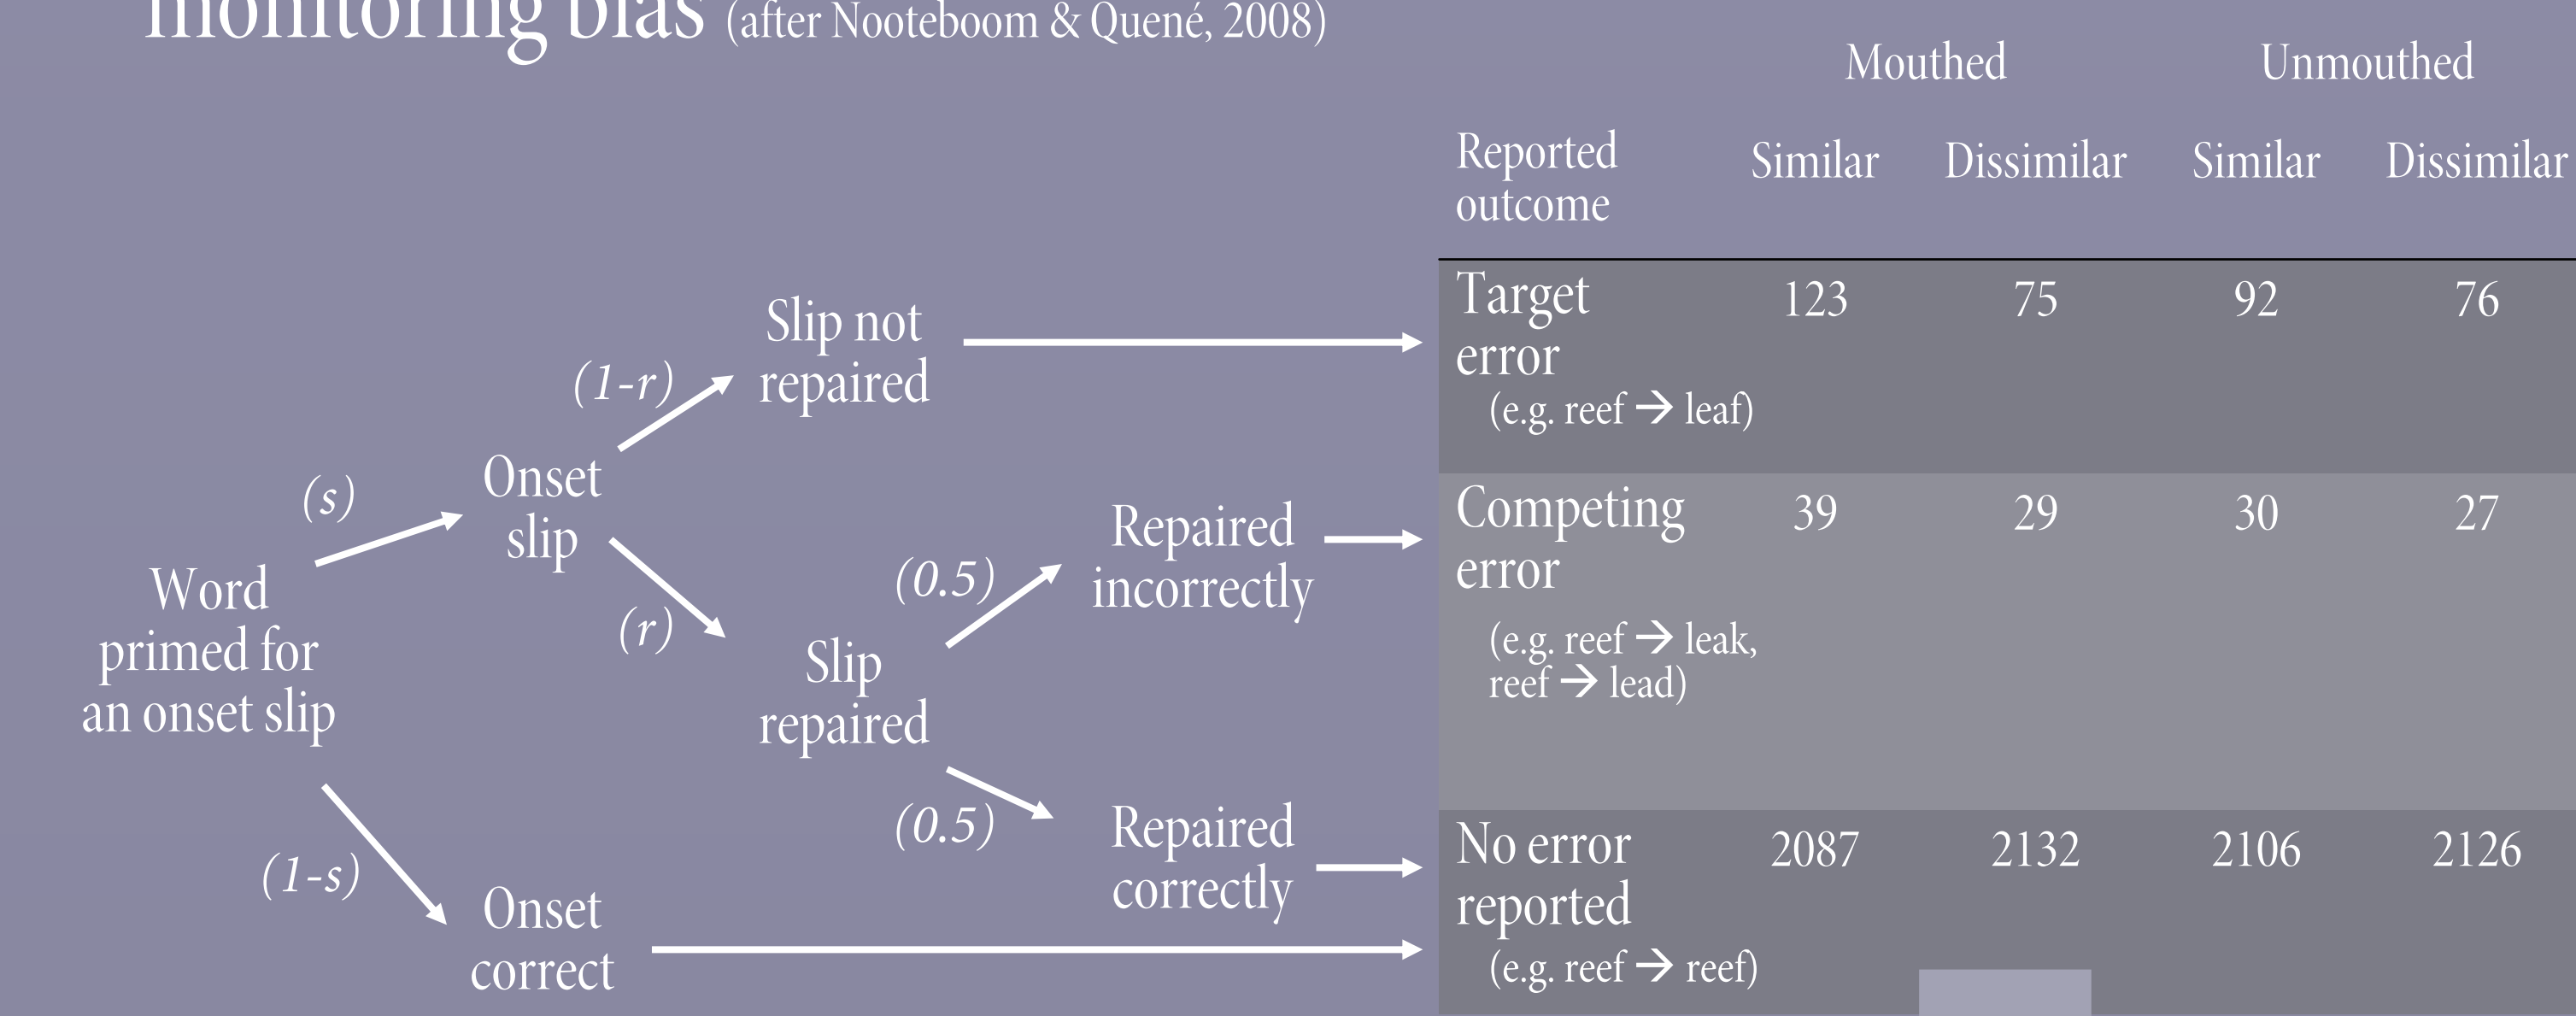 monitoring bias (after Nooteboom & Quené, 2008)
Mouthed Unmouthed
Reported
outcome
Similar Dissimilar Similar Dissimilar
Slip not
repaired
(1-r)
(s)
Onset
slip
(r)
Word
primed for
an onset slip
(0.5)
Repaired
incorrectly
Slip
repaired
(0.5)
Repaired
correctly
(1-s)
Onset
correct
Target
error
123 75 92 76
(e.g. reef → leaf)
Competing
error
39 29 30 27
(e.g. reef → leak,
reef → lead)
No error
reported
2087 2132 2106 2126
(e.g. reef → reef)